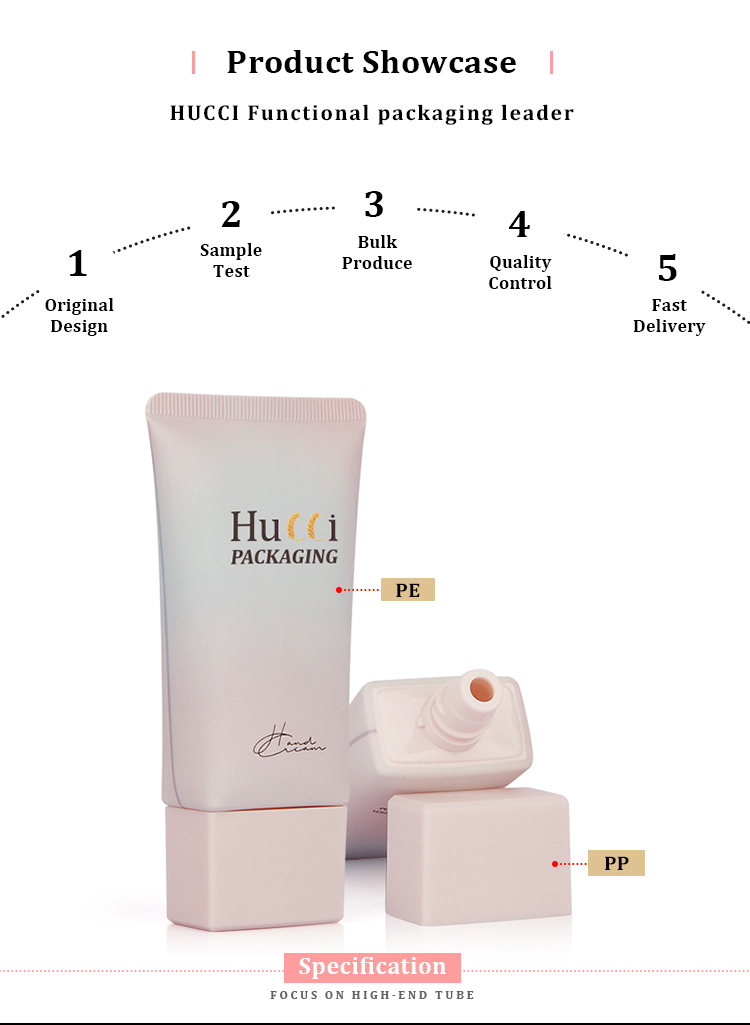 Product Showcase
HUCCI Functional packaging leader
1
Original
Design
2
Sample
Test
3
Bulk
Produce
4
Quality
Control
5
Fast
Delivery
Hucci
PACKAGING
PE
Hand
Cream
PP
Specification
FOCUS ON HIGH-END TUBE